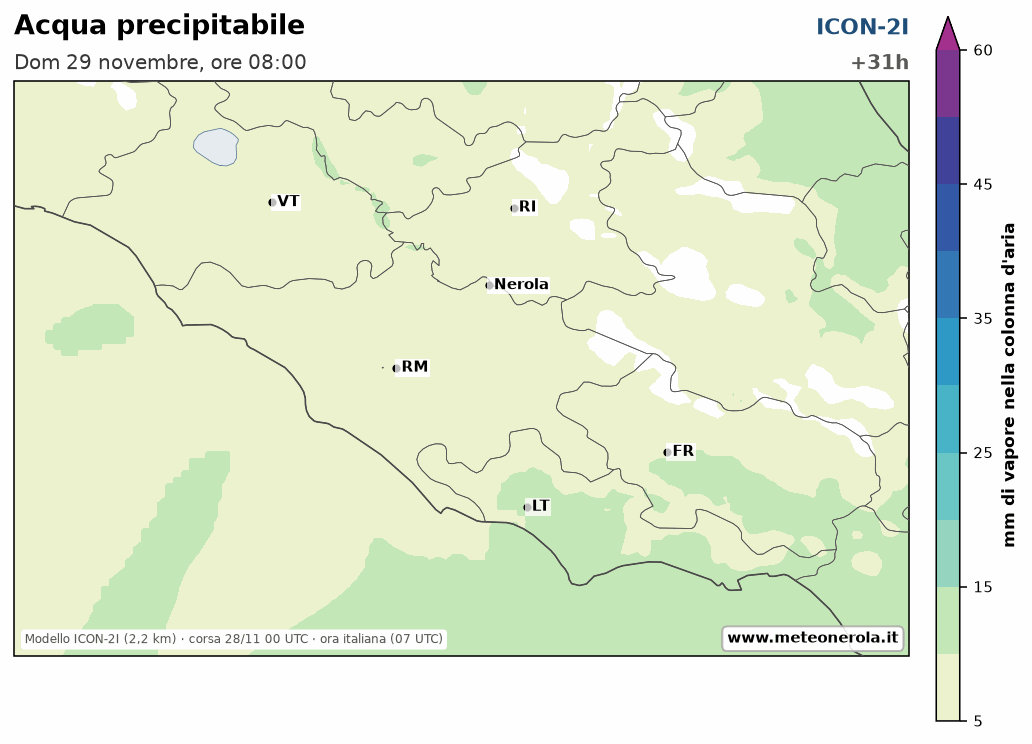 Acqua precipitabile
ICON-2I
Dom 29 novembre, ore 08:00
+31h
60
45
35
25
15
5
mm di vapore nella colonna d'aria
VT
RI
Nerola
RM
FR
LT
Modello ICON-2I (2,2 km) · corsa 28/11 00 UTC · ora italiana (07 UTC)
www.meteonerola.it